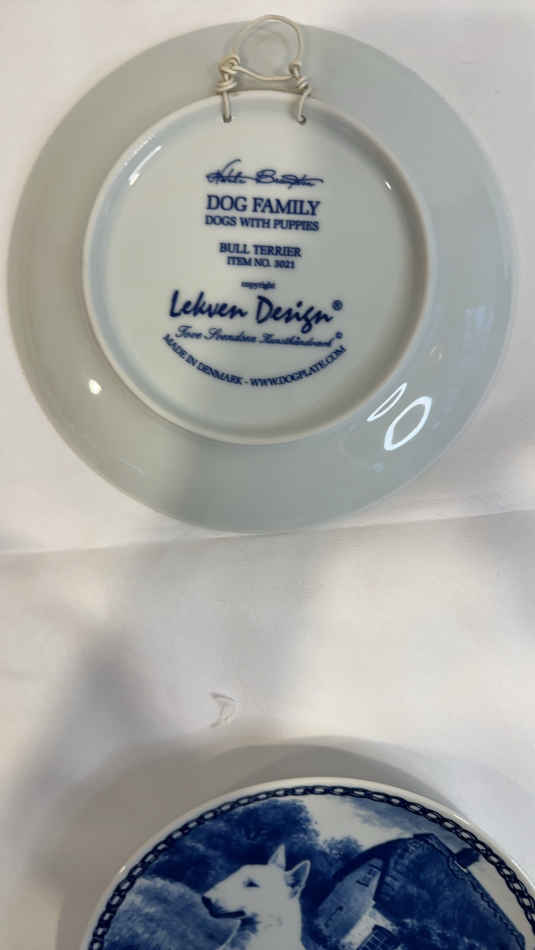 DOG FAMILY
DOGS WITH PUPPIES
BULL TERRIER
ITEM NO. 3021
copyright
Lekven Design®
Tove Svendsen Kunsthåndværk ©
MADE IN DENMARK - WWW.DOGPLATE.COM